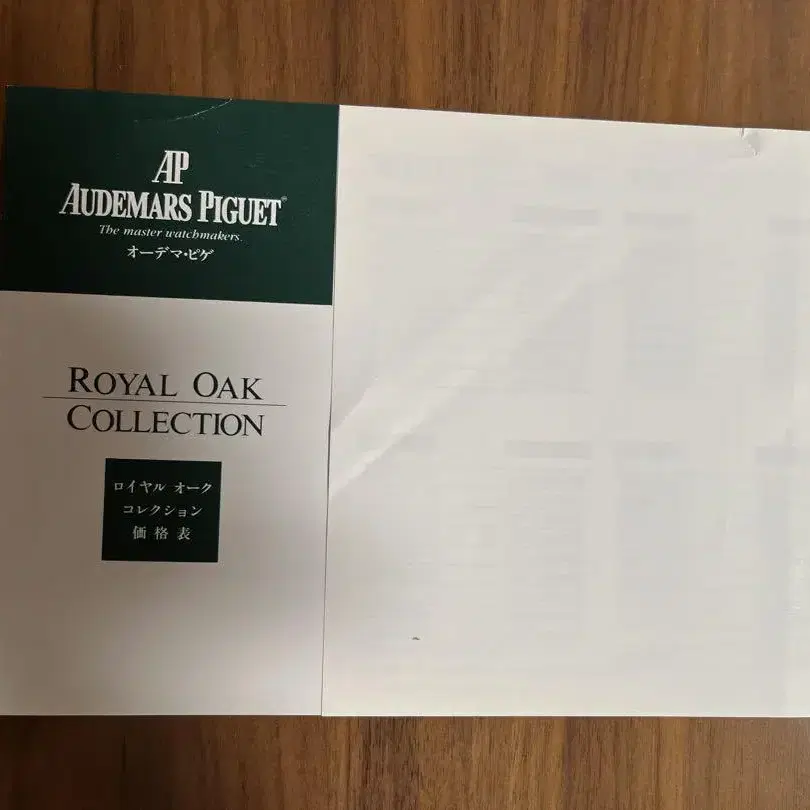 AP
AUDEMARS PIGUET®
The master watchmakers.
オーデマ・ピゲ
ROYAL OAK
COLLECTION
ロイヤル オーク
コレクション
価格表